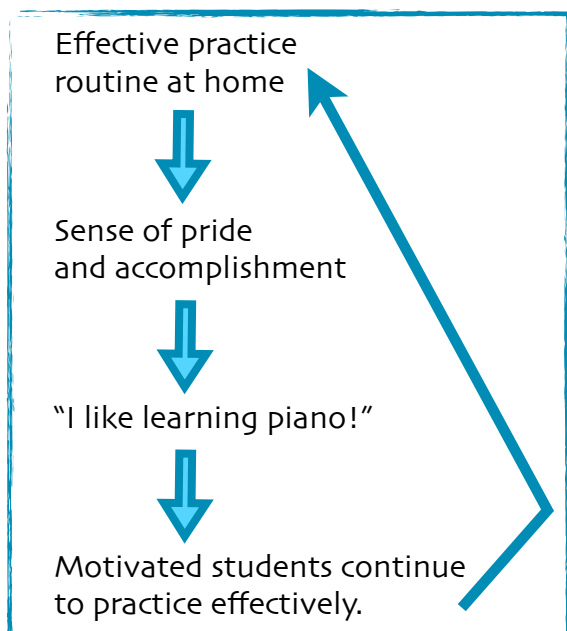 Effective practice
routine at home
Sense of pride
and accomplishment
“I like learning piano!”
Motivated students continue
to practice effectively.